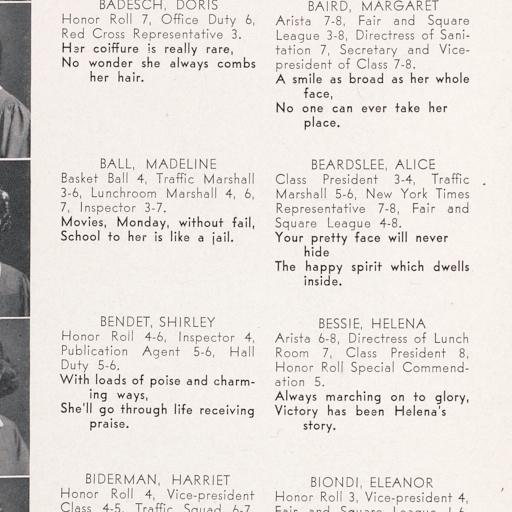 BADESCH, DORIS
Honor Roll 7, Office Duty 6,
Red Cross Representative 3.
Her coiffure is really rare,
No wonder she always combs
her hair.
BAIRD, MARGARET
Arista 7-8, Fair and Square
League 3-8, Directress of Sani-
tation 7, Secretary and Vice-
president of Class 7-8.
A smile as broad as her whole
face,
No one can ever take her
place.
BALL, MADELINE
Basket Ball 4, Traffic Marshall
3-6, Lunchroom Marshall 4, 6,
7, Inspector 3-7.
Movies, Monday, without fail,
School to her is like a jail.
BEARDSLEE, ALICE
Class President 3-4, Traffic
Marshall 5-6, New York Times
Representative 7-8, Fair and
Square League 4-8.
Your pretty face will never
hide
The happy spirit which dwells
inside.
BENDET, SHIRLEY
Honor Roll 4-6, Inspector 4,
Publication Agent 5-6, Hall
Duty 5-6.
With loads of poise and charm-
ing ways,
She'll go through life receiving
praise.
BESSIE, HELENA
Arista 6-8, Directress of Lunch
Room 7, Class President 8,
Honor Roll Special Commend-
ation 5.
Always marching on to glory,
Victory has been Helena's
story.
BIDERMAN, HARRIET
Honor Roll 4, Vice-president
Class 4-5, Traffic Squad 6-7,
BIONDI, ELEANOR
Honor Roll 3, Vice-president 4,
Fair and Square League 1-6,